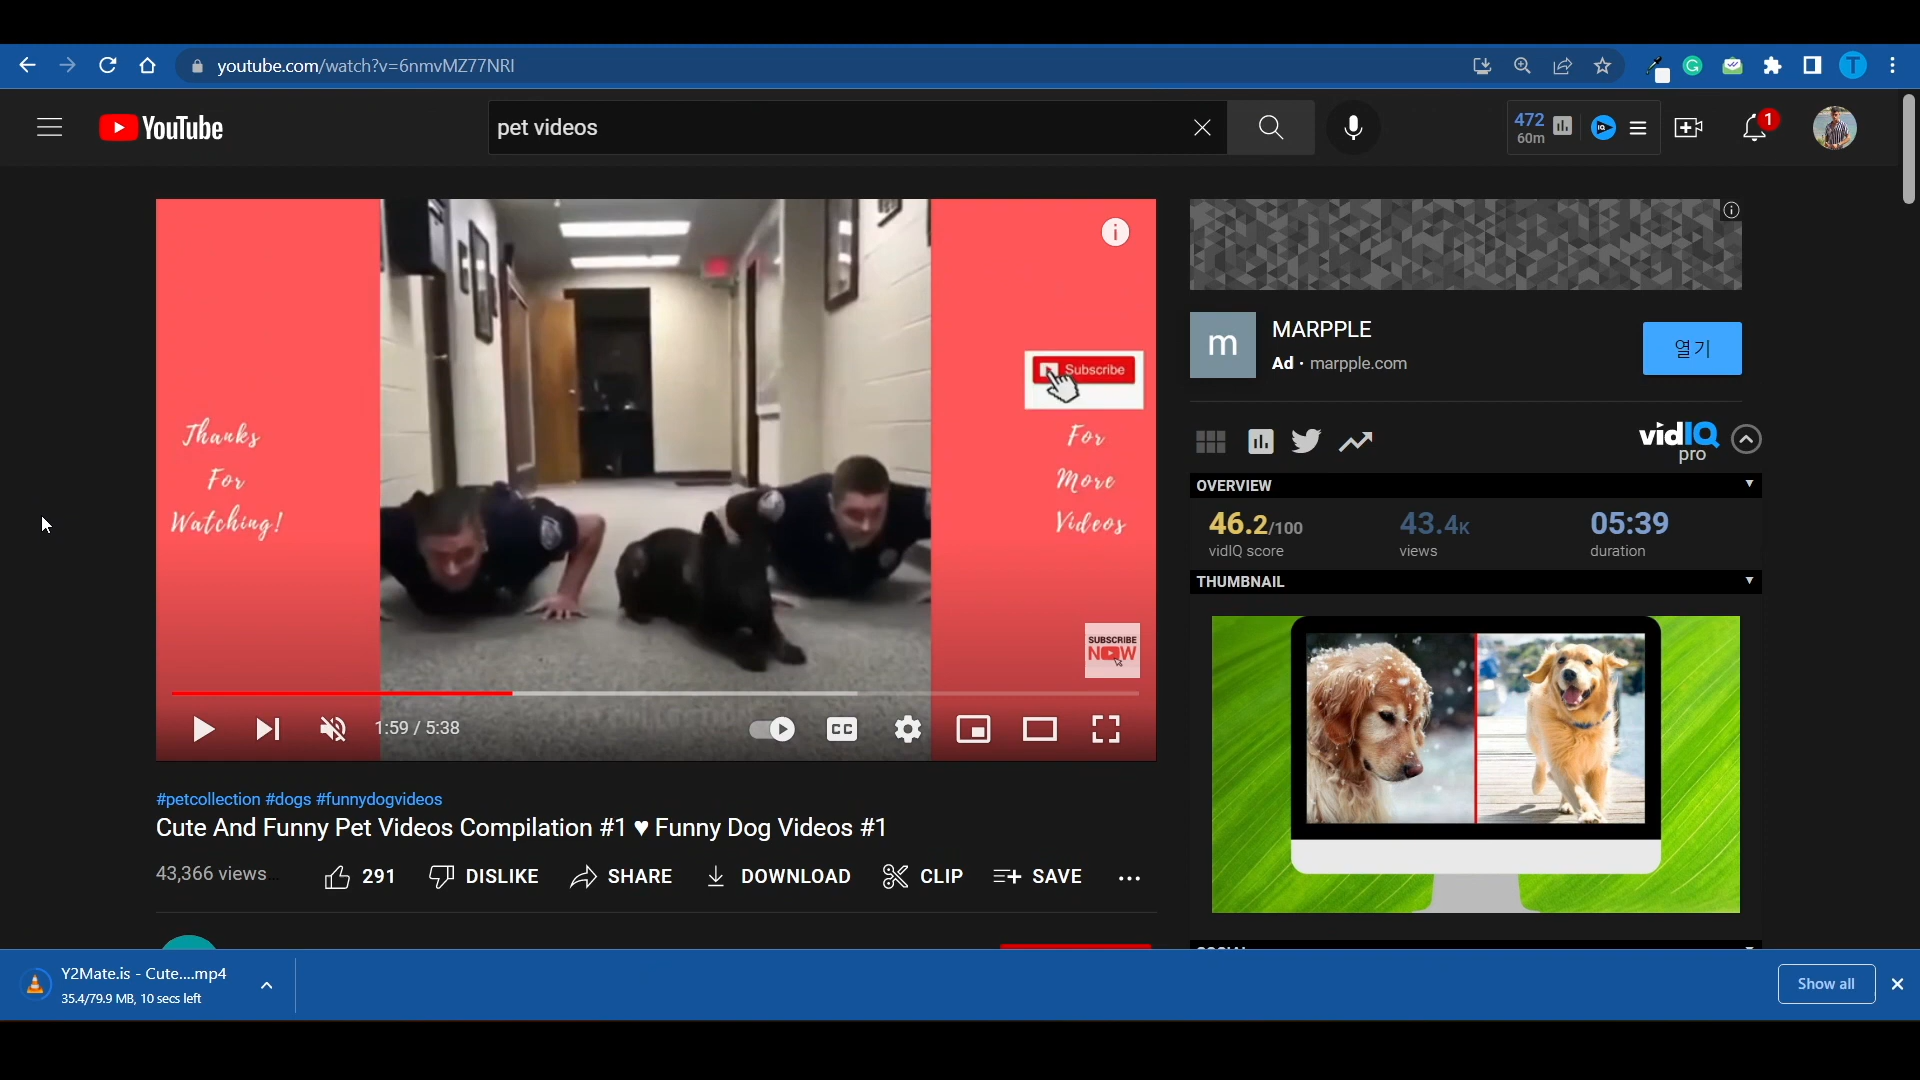 youtube.com/watch?v=6nmvMZ77NRI
T
YouTube
pet videos
472
60m
IQ
1
Thanks
For
Watching!
Subscribe
For
More
Videos
SUBSCRIBE
NOW
1:59 / 5:38
CC
m
MARPPLE
Ad · marpple.com
열기
vidIQ
pro
OVERVIEW
46.2/100
43.4K
05:39
vidIQ score
views
duration
THUMBNAIL
#petcollection #dogs #funnydogvideos
Cute And Funny Pet Videos Compilation #1 ♥ Funny Dog Videos #1
43,366 views
291
DISLIKE
SHARE
DOWNLOAD
CLIP
SAVE
Y2Mate.is - Cute....mp4
35.4/79.9 MB, 10 secs left
Show all